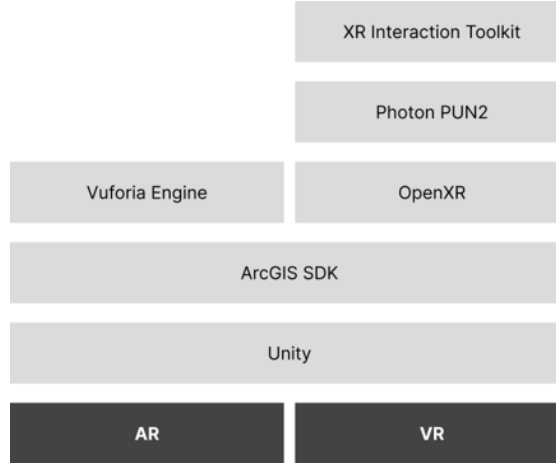 XR Interaction Toolkit
Photon PUN2
Vuforia Engine
OpenXR
ArcGIS SDK
Unity
AR
VR